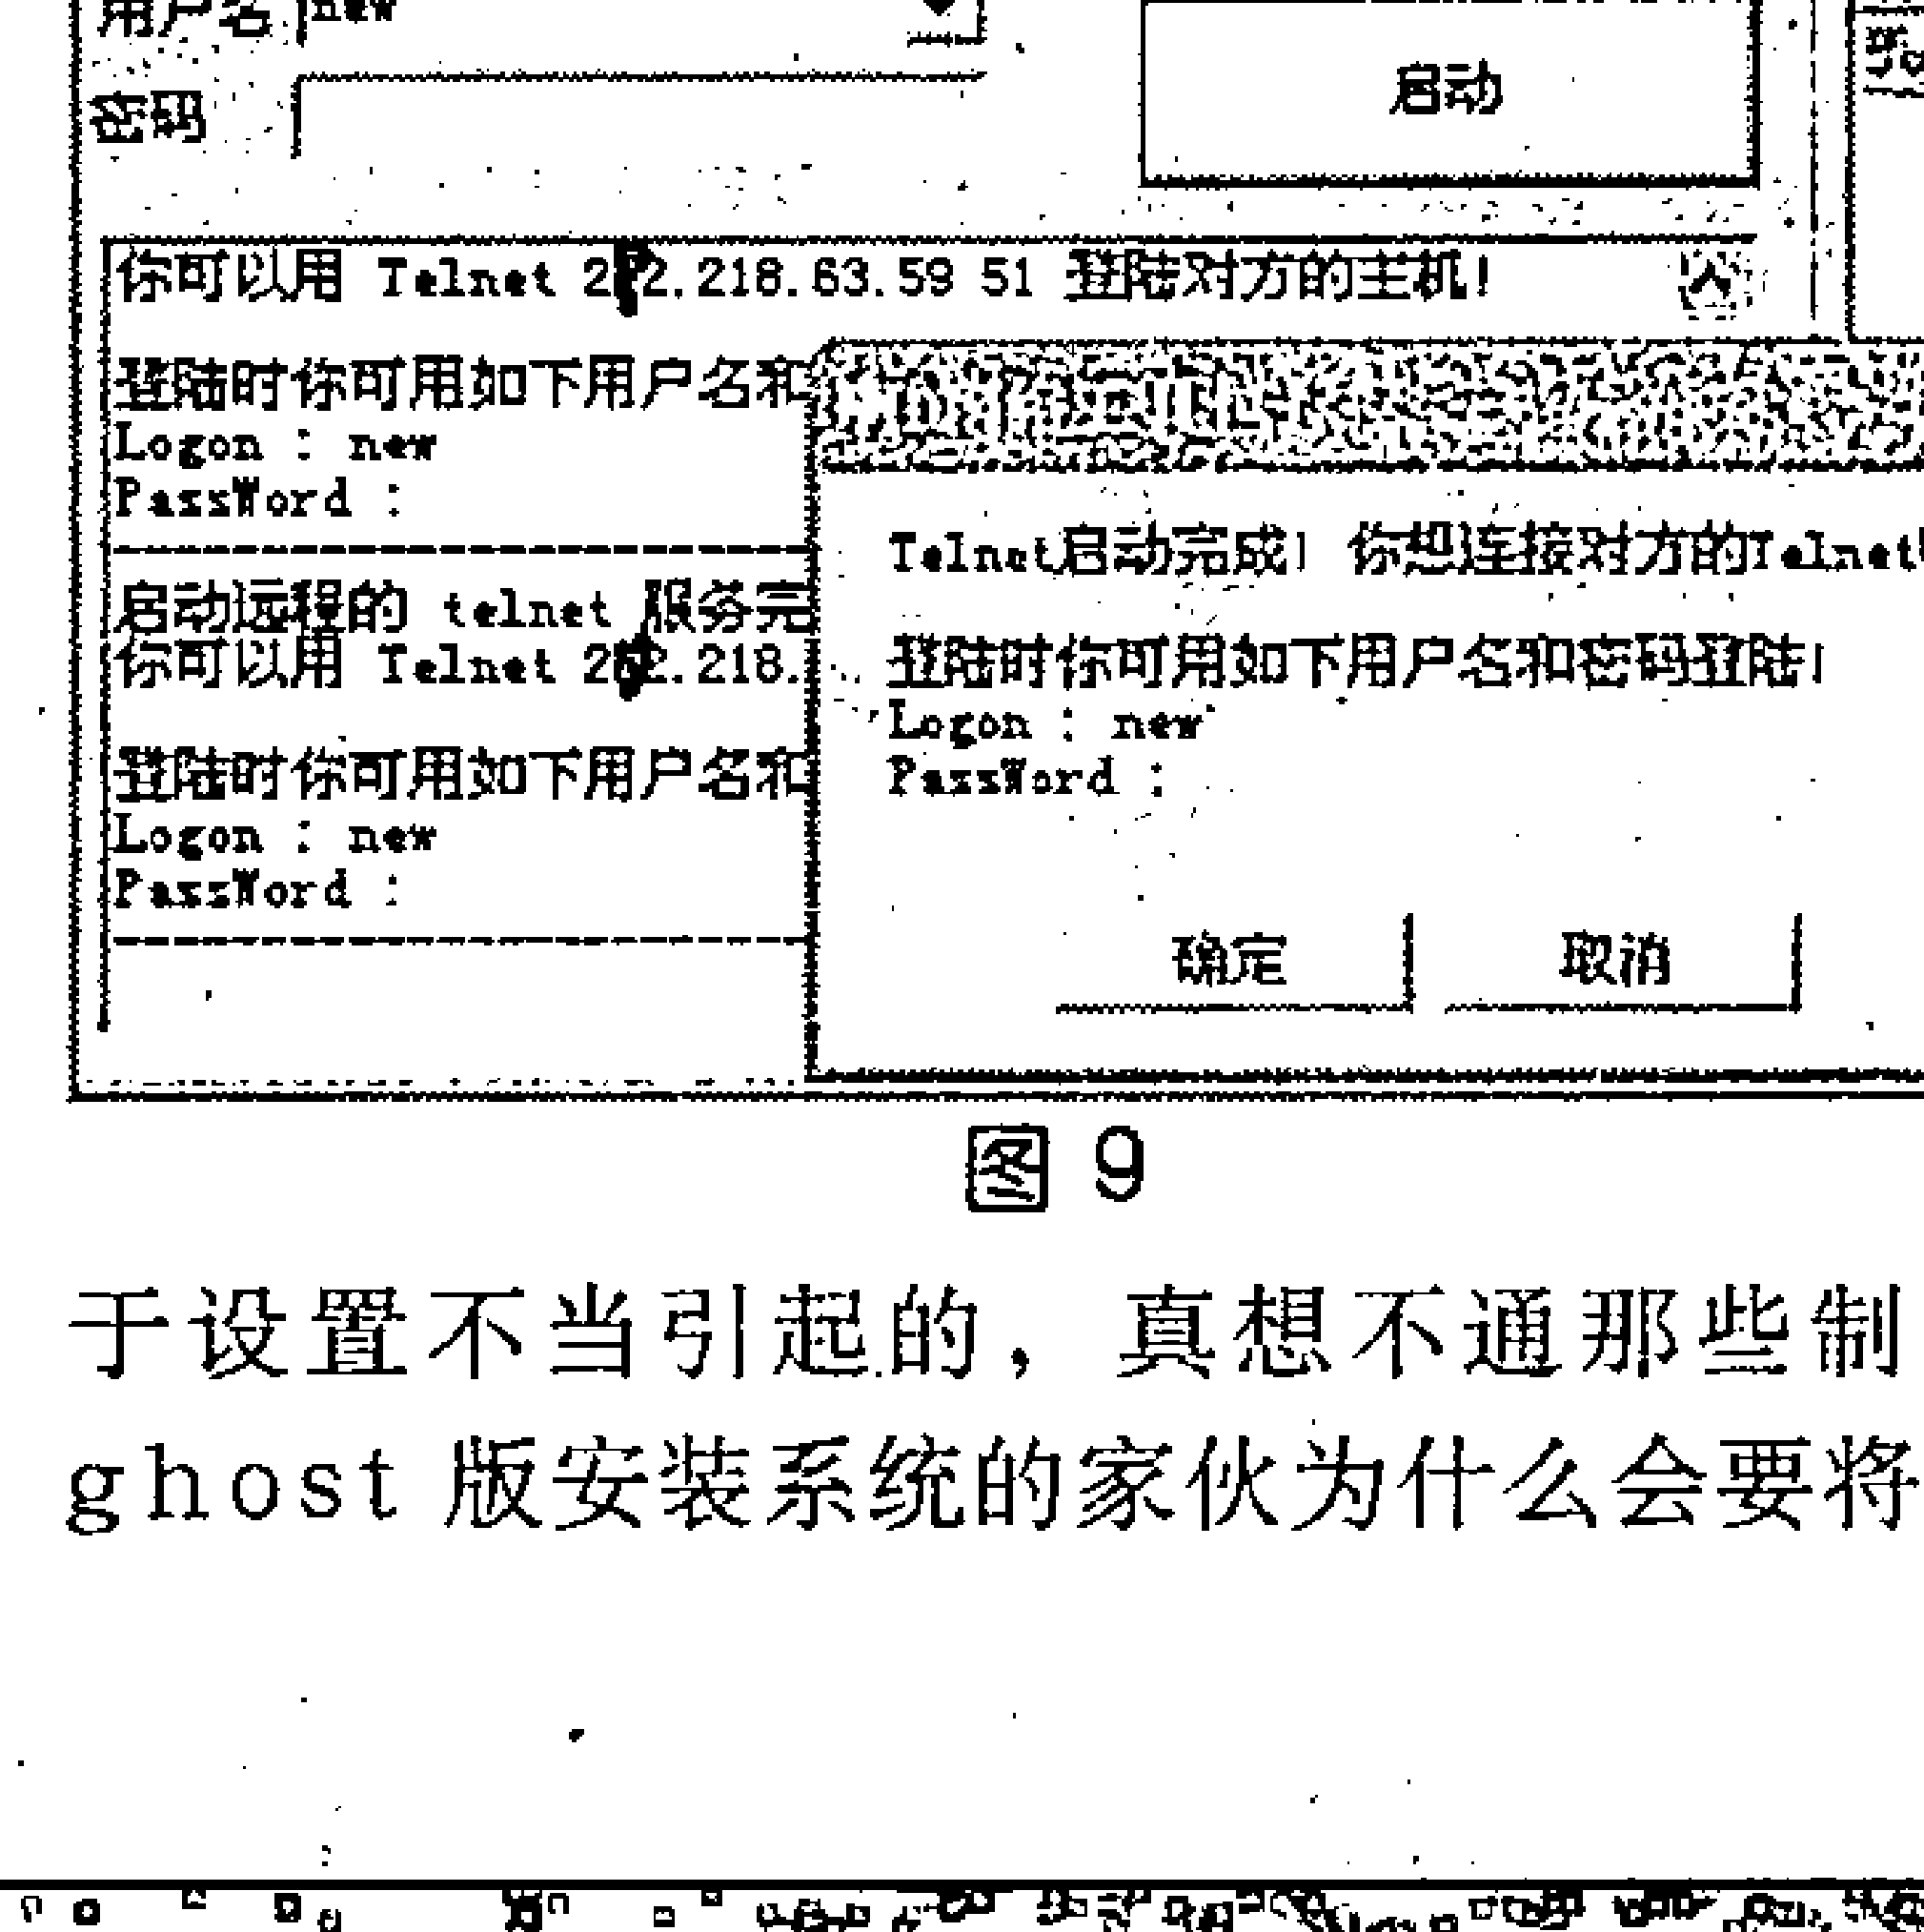 用户名 new
密码
启动
你可以用 Telnet 2 2.218.63.59 51 登陆对方的主机!
登陆时你可用如下用户名和
Logon : new
PassWord :
启动远程的 telnet 服务完
你可以用 Telnet 2 2.218.
登陆时你可用如下用户名和
Logon : new
PassWord :
Telnet启动完成! 你想连接对方的Telnet
登陆时你可用如下用户名和密码登陆!
Logon : new
PassWord :
确定 取消
图 9
于设置不当引起的，真想不通那些制
ghost 版安装系统的家伙为什么会要将